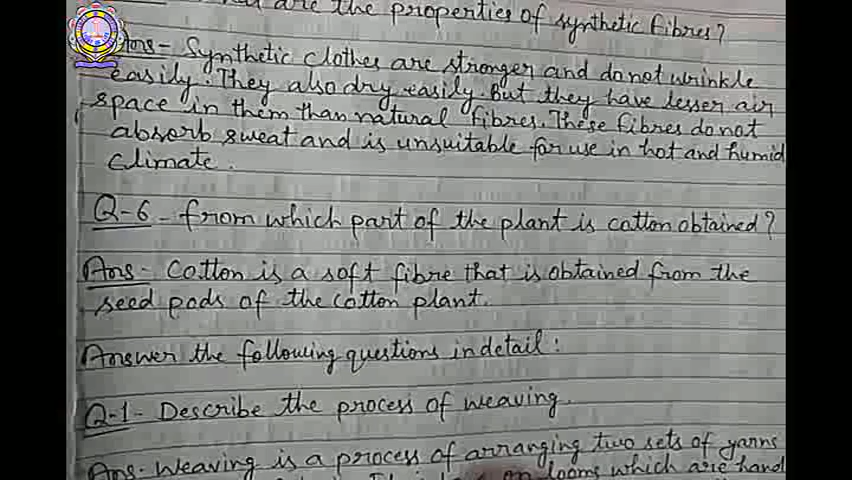 are the properties of synthetic fibres?
Ans- Synthetic clothes are stronger and do not wrinkle
easily. They also dry easily. But they have lesser air
space in them than natural fibres. These fibres do not
absorb sweat and is unsuitable for use in hot and humid
climate.
Q-6- from which part of the plant is cotton obtained?
Ans- Cotton is a soft fibre that is obtained from the
seed pods of the cotton plant.
Answer the following questions in detail:
Q-1- Describe the process of weaving.
Ans- Weaving is a process of arranging two sets of yarns
on looms which are hand